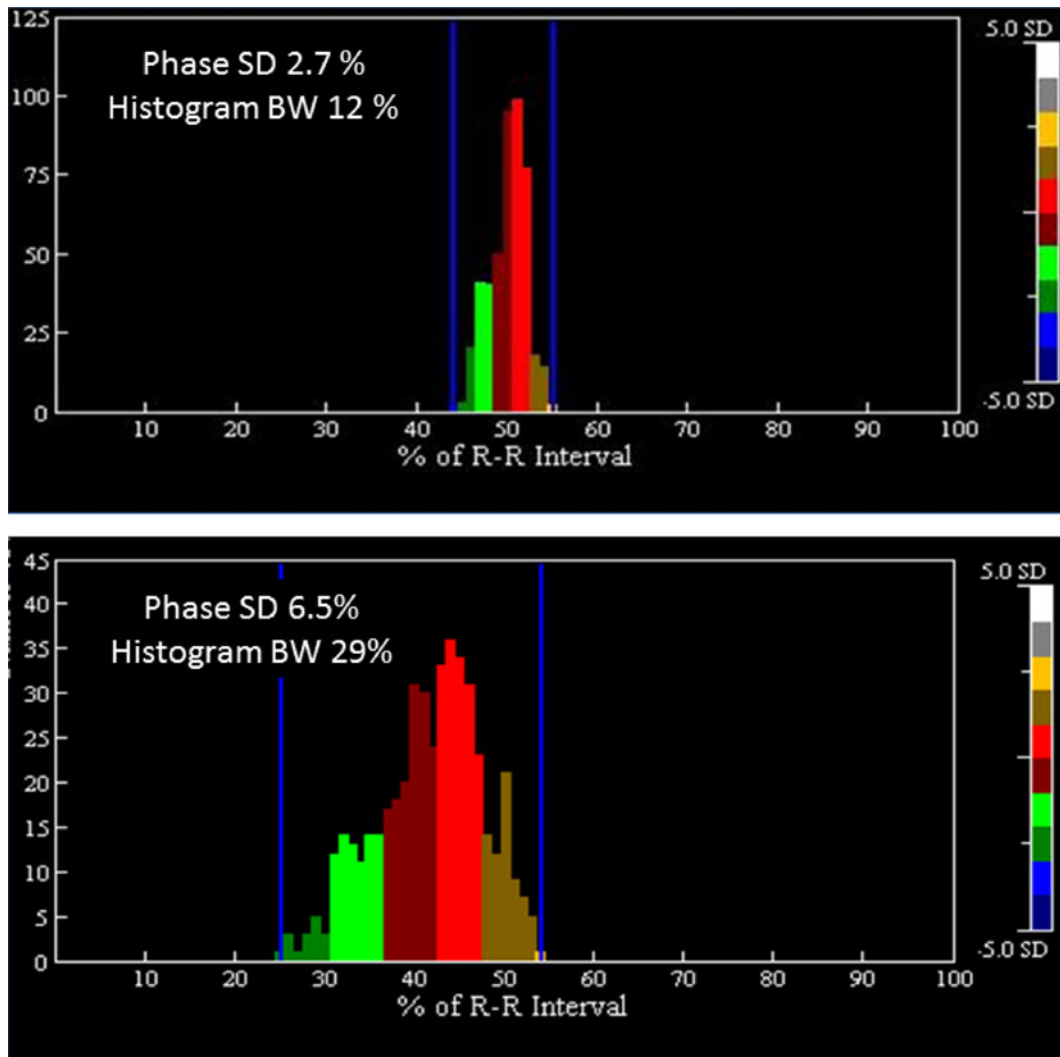 125
100
75
50
25
0
Phase SD 2.7 %
Histogram BW 12 %
5.0 SD
-5.0 SD
10 20 30 40 50 60 70 80 90 100
% of R-R Interval
45
40
35
30
25
20
15
10
5
0
Phase SD 6.5%
Histogram BW 29%
5.0 SD
-5.0 SD
10 20 30 40 50 60 70 80 90 100
% of R-R Interval